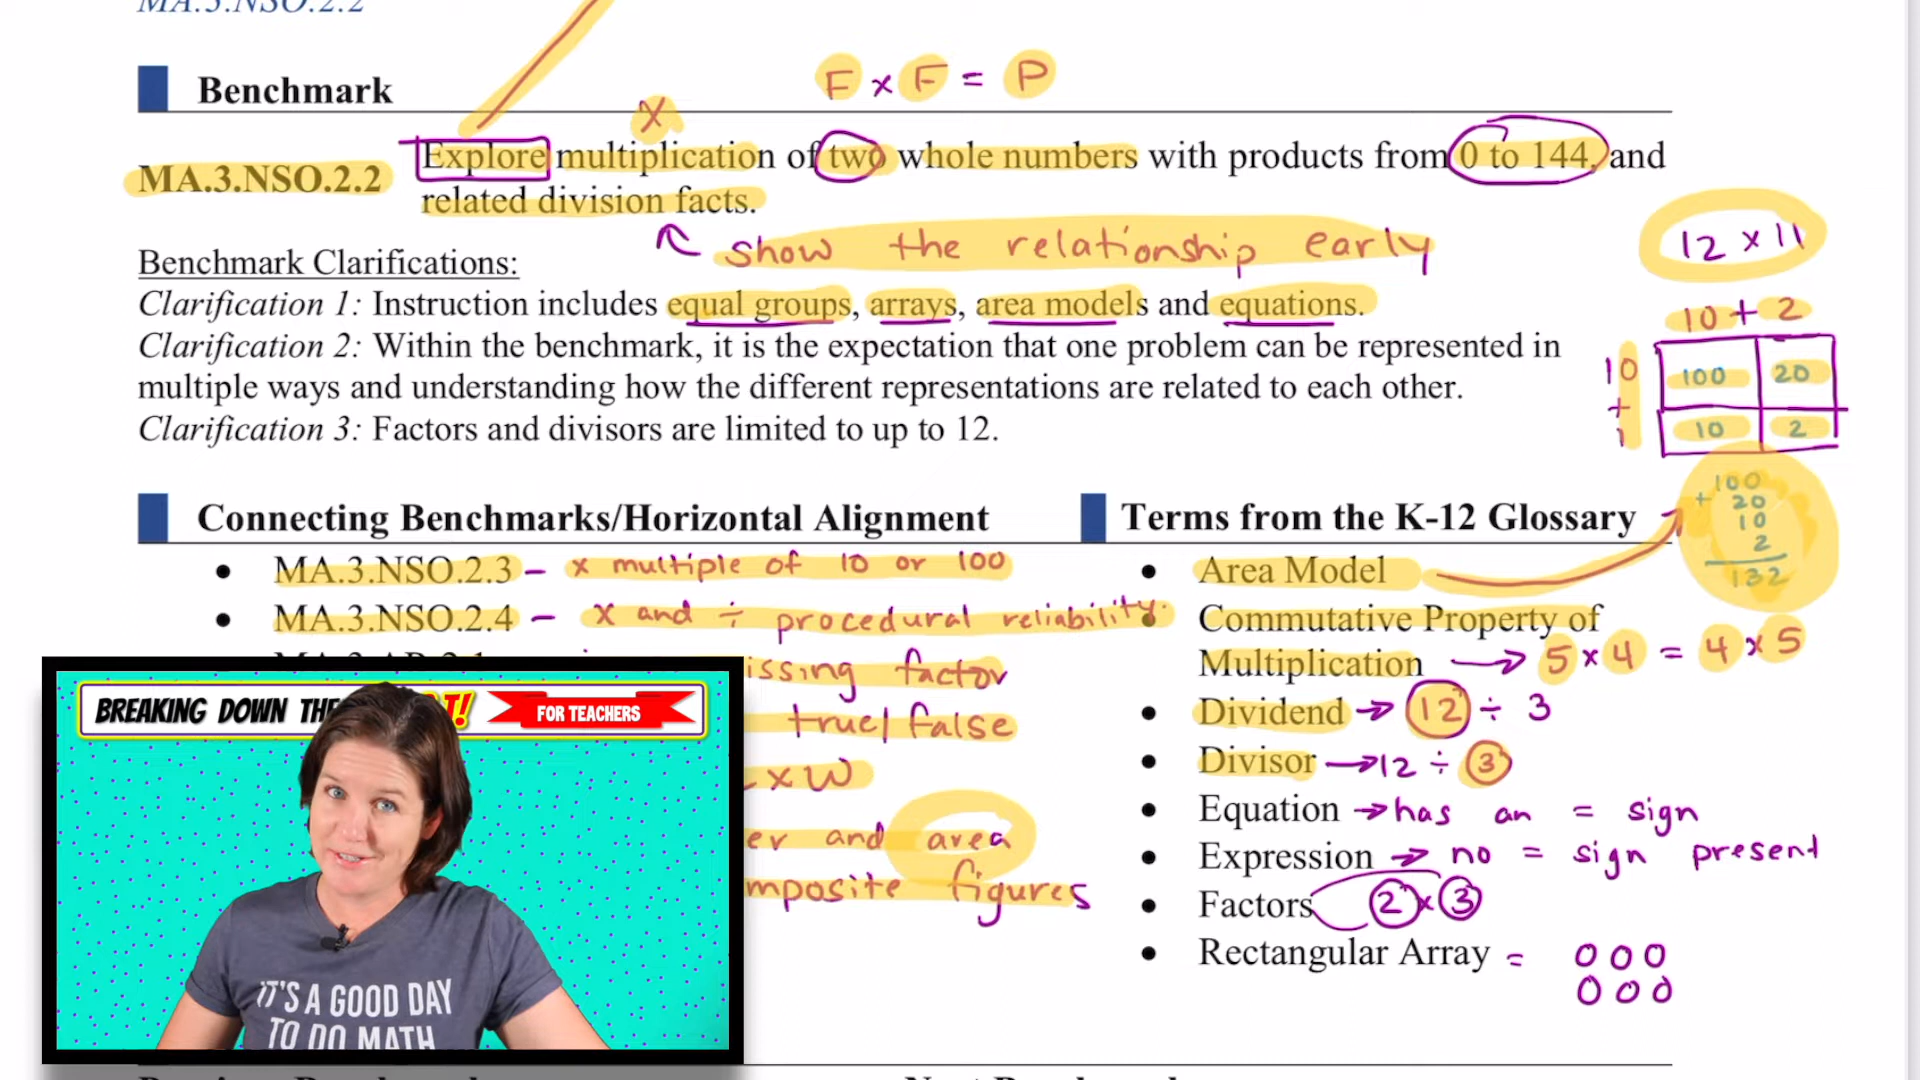 MA.3.NSO.2.2
F x F = P
Benchmark
x
MA.3.NSO.2.2 Explore multiplication of two whole numbers with products from 0 to 144, and
related division facts.
show the relationship early
12 x 11
Benchmark Clarifications:
Clarification 1: Instruction includes equal groups, arrays, area models and equations.
10 + 2
Clarification 2: Within the benchmark, it is the expectation that one problem can be represented in
multiple ways and understanding how the different representations are related to each other.
10 100 20
+
1 10 2
Clarification 3: Factors and divisors are limited to up to 12.
100
+ 20
10
2
132
Connecting Benchmarks/Horizontal Alignment
MA.3.NSO.2.3 – x multiple of 10 or 100
MA.3.NSO.2.4 – x and ÷ procedural reliability.
issing factor
true/false
x W
er and area
mposite figures
Terms from the K-12 Glossary
Area Model
Commutative Property of
Multiplication → 5 x 4 = 4 x 5
Dividend → 12 ÷ 3
Divisor → 12 ÷ 3
Equation → has an = sign
Expression → no = sign present
Factors 2 x 3
Rectangular Array = 0 0 0
0 0 0
BREAKING DOWN THE T!
FOR TEACHERS
IT'S A GOOD DAY
TO DO MATH